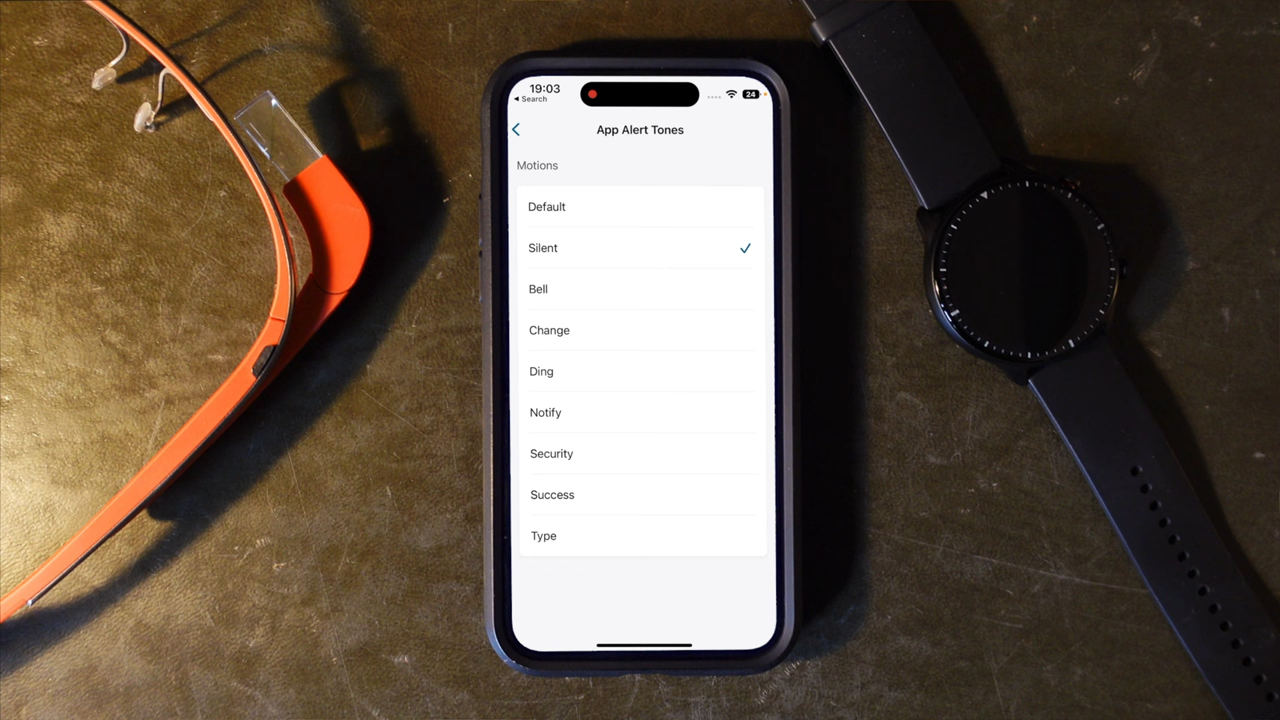 19:03
◀ Search
24
App Alert Tones
Motions
Default
Silent
Bell
Change
Ding
Notify
Security
Success
Type